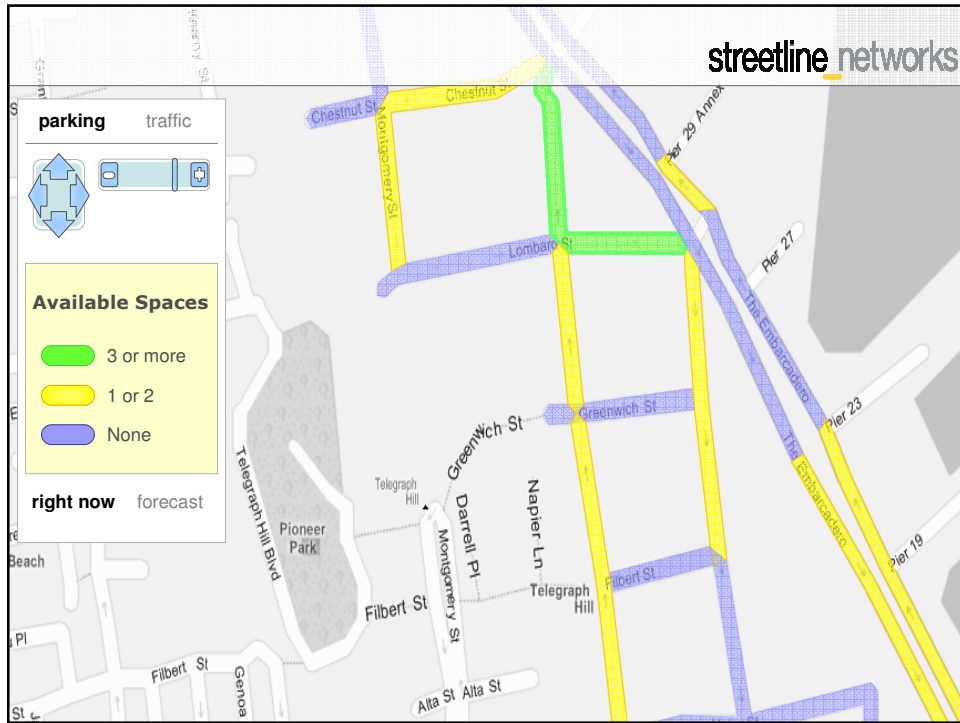 streetline_networks
parking traffic
Available Spaces
3 or more
1 or 2
None
right now forecast
Chestnut St
Chestnut St
Montgomery St
Lombard St
Pier 29 Annex
Pier 27
The Embarcadero
Pier 23
The Embarcadero
Pier 19
Greenwich St
Greenwich St
Telegraph
Hill
Telegraph Hill Blvd
Pioneer
Park
Darrell Pl
Napier Ln
Montgomery St
Filbert St
Telegraph
Hill
Filbert St
Filbert St
Genoa
Alta St Alta St
Beach
Pl
St